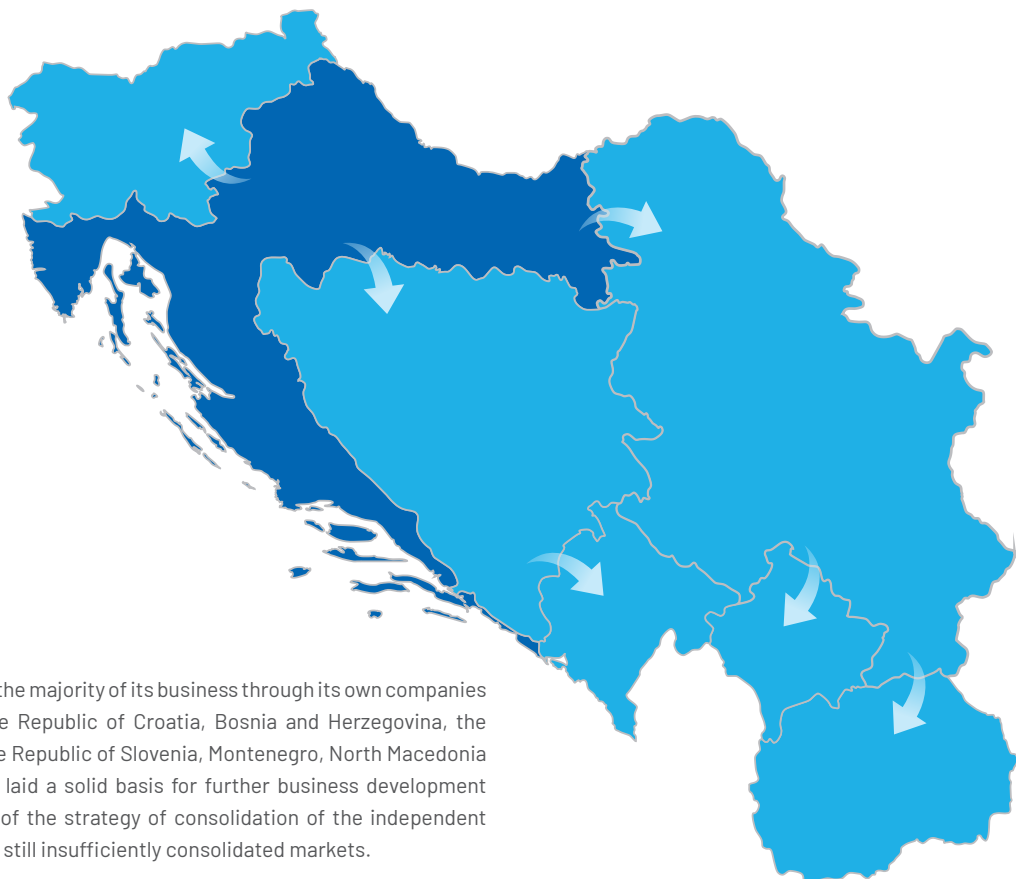 the majority of its business through its own companies
e Republic of Croatia, Bosnia and Herzegovina, the
e Republic of Slovenia, Montenegro, North Macedonia
laid a solid basis for further business development
of the strategy of consolidation of the independent
still insufficiently consolidated markets.